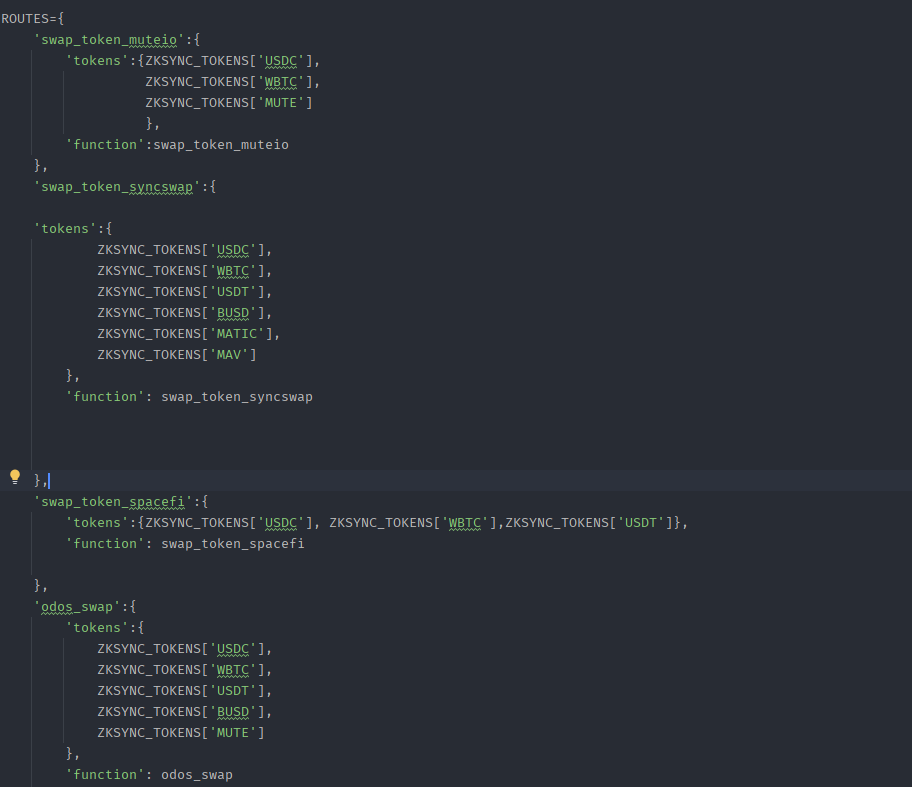 ROUTES={
    'swap_token_muteio':{
        'tokens':{ZKSYNC_TOKENS['USDC'],
                  ZKSYNC_TOKENS['WBTC'],
                  ZKSYNC_TOKENS['MUTE']
                  },
        'function':swap_token_muteio
    },
    'swap_token_syncswap':{
    'tokens':{
            ZKSYNC_TOKENS['USDC'],
            ZKSYNC_TOKENS['WBTC'],
            ZKSYNC_TOKENS['USDT'],
            ZKSYNC_TOKENS['BUSD'],
            ZKSYNC_TOKENS['MATIC'],
            ZKSYNC_TOKENS['MAV']
        },
        'function': swap_token_syncswap
    },
    'swap_token_spacefi':{
        'tokens':{ZKSYNC_TOKENS['USDC'], ZKSYNC_TOKENS['WBTC'],ZKSYNC_TOKENS['USDT']},
        'function': swap_token_spacefi
    },
    'odos_swap':{
        'tokens':{
            ZKSYNC_TOKENS['USDC'],
            ZKSYNC_TOKENS['WBTC'],
            ZKSYNC_TOKENS['USDT'],
            ZKSYNC_TOKENS['BUSD'],
            ZKSYNC_TOKENS['MUTE']
        },
        'function': odos_swap